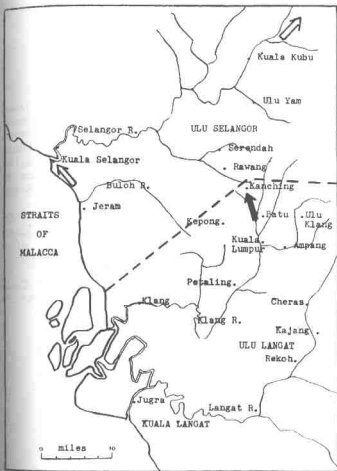 Kuala Kubu
Ulu Yam
Selangor R.
ULU SELANGOR
Serendah
Kuala Selangor
Rawang
Buloh R.
Kanching
Jeram
STRAITS
OF
MALACCA
Batu
Ulu
Klang
Kepong.
Kuala
Lumpur
Ampang
Petaling.
Klang
Klang R.
Cheras
Kajang
ULU LANGAT
Rekoh.
Jugra
Langat R.
KUALA LANGAT
0 miles 10